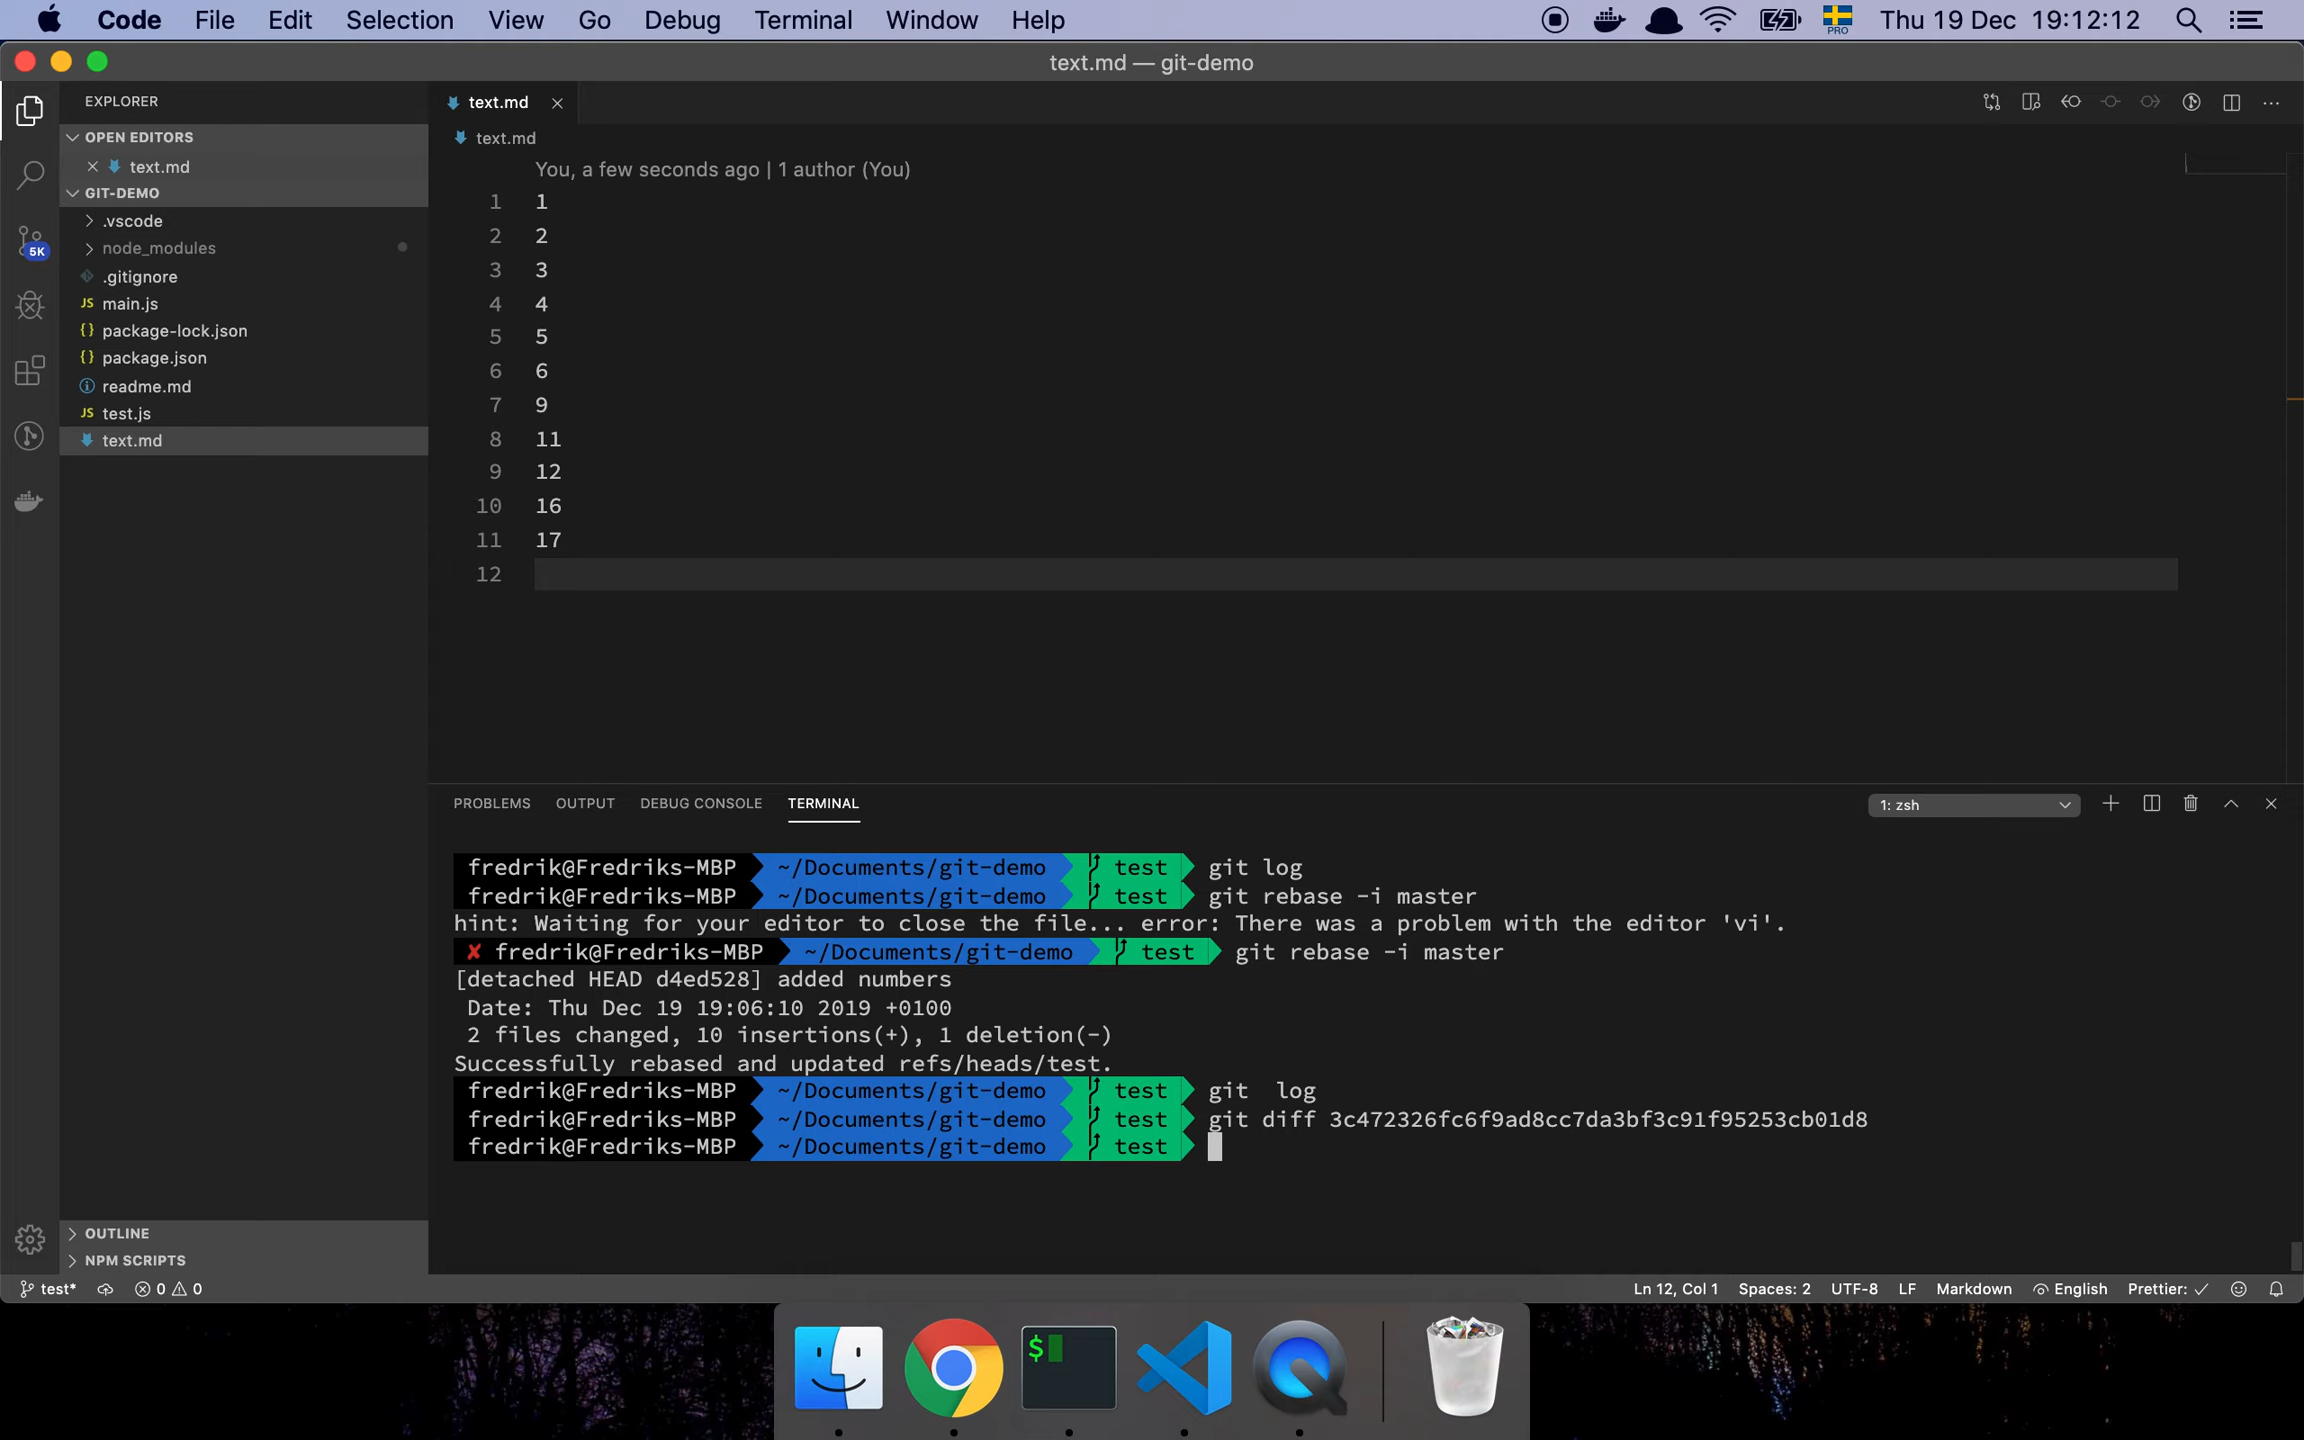 Code File Edit Selection View Go Debug Terminal Window Help PRO Thu 19 Dec 19:12:12
text.md — git-demo
EXPLORER
OPEN EDITORS
text.md
GIT-DEMO
.vscode
node_modules
.gitignore
JS main.js
{} package-lock.json
{} package.json
readme.md
JS test.js
text.md
5K
OUTLINE
NPM SCRIPTS
text.md
text.md
You, a few seconds ago | 1 author (You)
1 1
2 2
3 3
4 4
5 5
6 6
7 9
8 11
9 12
10 16
11 17
12
PROBLEMS OUTPUT DEBUG CONSOLE TERMINAL 1: zsh
fredrik@Fredriks-MBP ~/Documents/git-demo test git log
fredrik@Fredriks-MBP ~/Documents/git-demo test git rebase -i master
hint: Waiting for your editor to close the file... error: There was a problem with the editor 'vi'.
✘ fredrik@Fredriks-MBP ~/Documents/git-demo test git rebase -i master
[detached HEAD d4ed528] added numbers
Date: Thu Dec 19 19:06:10 2019 +0100
2 files changed, 10 insertions(+), 1 deletion(-)
Successfully rebased and updated refs/heads/test.
fredrik@Fredriks-MBP ~/Documents/git-demo test git  log
fredrik@Fredriks-MBP ~/Documents/git-demo test git diff 3c472326fc6f9ad8cc7da3bf3c91f95253cb01d8
fredrik@Fredriks-MBP ~/Documents/git-demo test
test* 0 0 Ln 12, Col 1 Spaces: 2 UTF-8 LF Markdown English Prettier: ✓
$